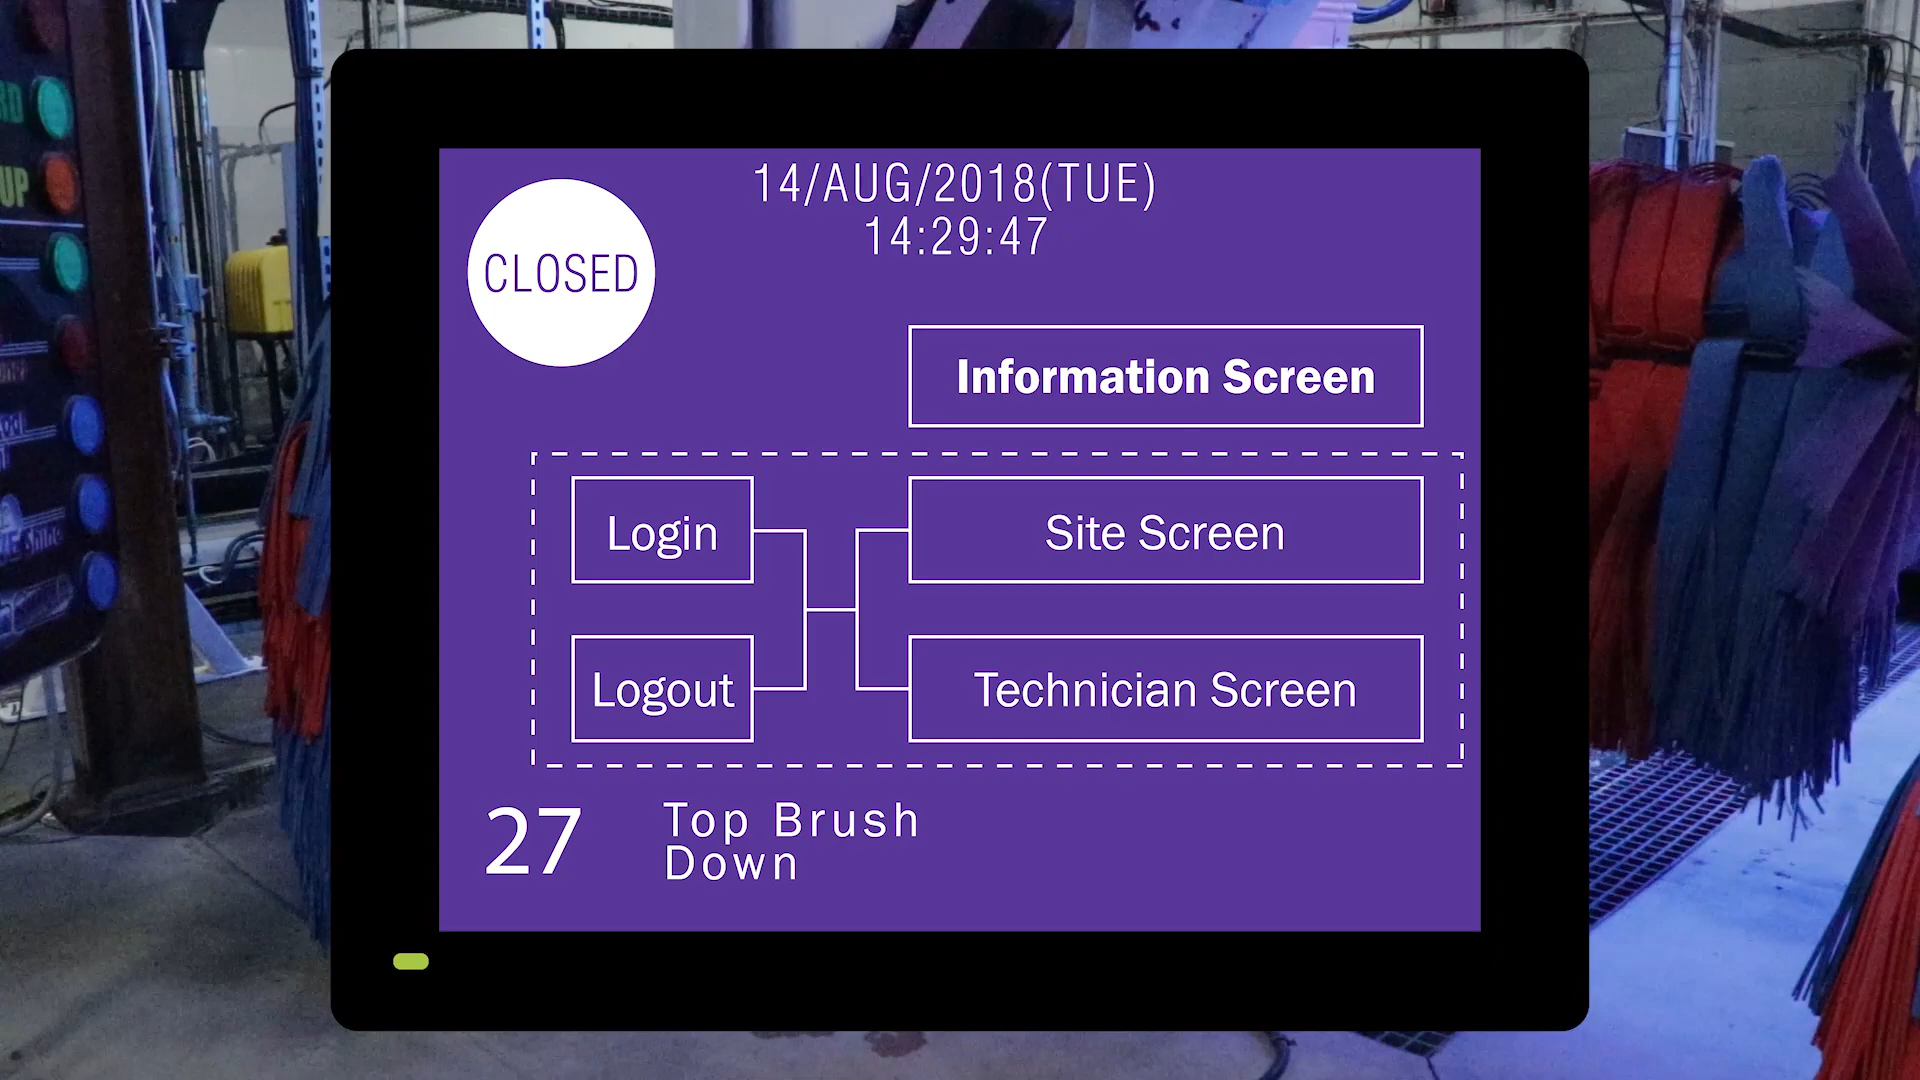 14/AUG/2018(TUE)
14:29:47
CLOSED
Information Screen
Login
Site Screen
Logout
Technician Screen
27
Top Brush
Down
UP